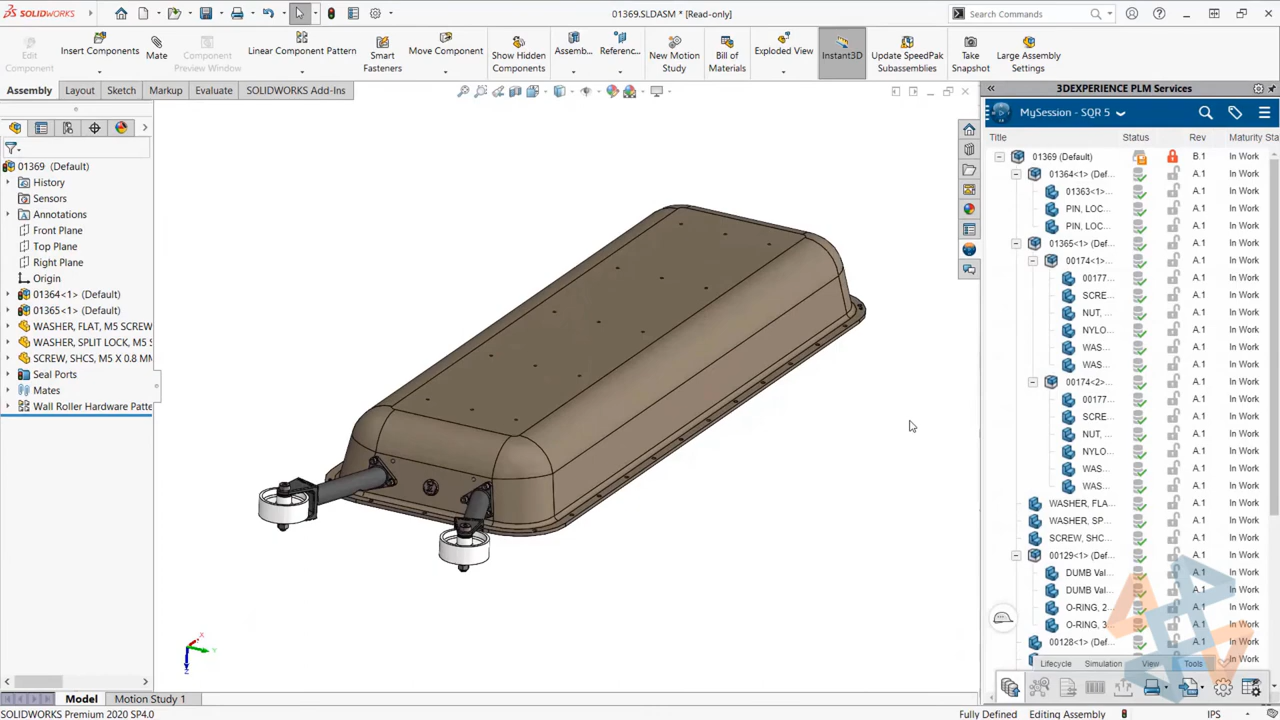 SOLIDWORKS
01369.SLDASM * [Read-only]
Search Commands
Edit Component
Insert Components
Mate
Component Preview Window
Linear Component Pattern
Smart Fasteners
Move Component
Show Hidden Components
Assemb...
Referenc...
New Motion Study
Bill of Materials
Exploded View
Instant3D
Update SpeedPak Subassemblies
Take Snapshot
Large Assembly Settings
Assembly
Layout
Sketch
Markup
Evaluate
SOLIDWORKS Add-Ins
01369 (Default)
History
Sensors
Annotations
Front Plane
Top Plane
Right Plane
Origin
01364<1> (Default)
01365<1> (Default)
WASHER, FLAT, M5 SCREW
WASHER, SPLIT LOCK, M5 S
SCREW, SHCS, M5 X 0.8 MM
Seal Ports
Mates
Wall Roller Hardware Patte
3DEXPERIENCE PLM Services
MySession - SQR 5
Title Status Rev Maturity Sta
01369 (Default) B.1 In Work
01364<1> (Def... A.1 In Work
01363<1>... A.1 In Work
PIN, LOC... A.1 In Work
PIN, LOC... A.1 In Work
01365<1> (Def... A.1 In Work
00174<1>... A.1 In Work
00177... A.1 In Work
SCRE... A.1 In Work
NUT, ... A.1 In Work
NYLO... A.1 In Work
WAS... A.1 In Work
WAS... A.1 In Work
00174<2>... A.1 In Work
00177... A.1 In Work
SCRE... A.1 In Work
NUT, ... A.1 In Work
NYLO... A.1 In Work
WAS... A.1 In Work
WAS... A.1 In Work
WASHER, FLA... A.1 In Work
WASHER, SP... A.1 In Work
SCREW, SHC... A.1 In Work
00129<1> (Def... A.1 In Work
DUMB Val... A.1 In Work
DUMB Val... A.1 In Work
O-RING, 2... A.1 In Work
O-RING, 3... A.1 In Work
00128<1> (Def... A.1 In Work
In Work
Lifecycle Simulation View Tools
X
Y
Z
Model
Motion Study 1
SOLIDWORKS Premium 2020 SP4.0
Fully Defined
Editing Assembly
IPS